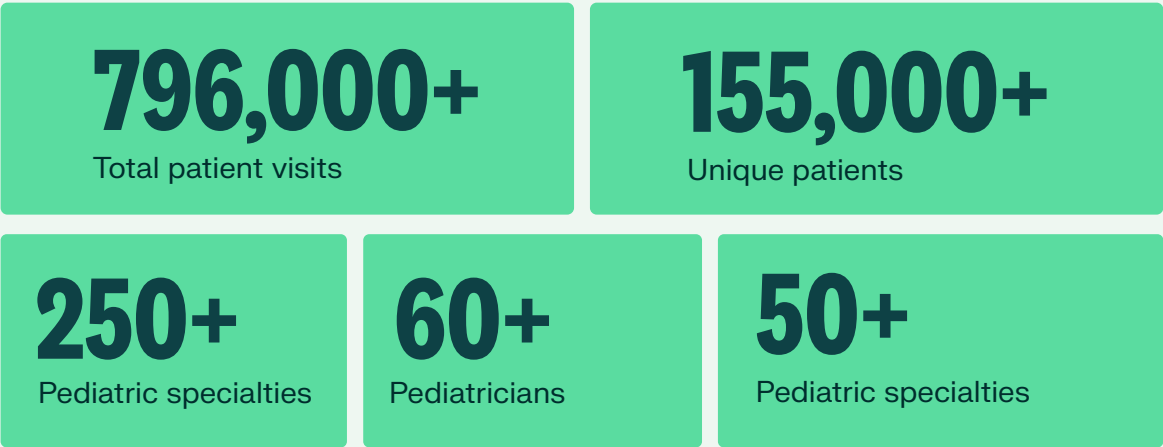 796,000+
Total patient visits
155,000+
Unique patients
250+
Pediatric specialties
60+
Pediatricians
50+
Pediatric specialties